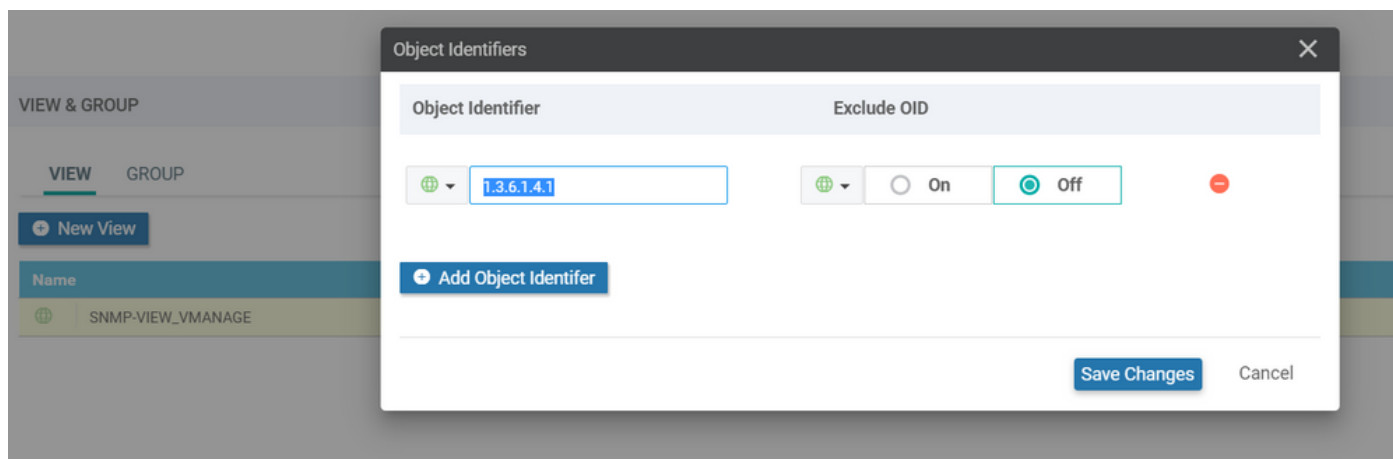 Object Identifiers
VIEW & GROUP
Object Identifier Exclude OID
VIEW GROUP
1.3.6.1.4.1 On Off
New View
Name
Add Object Identifer
SNMP-VIEW_VMANAGE
Save Changes Cancel